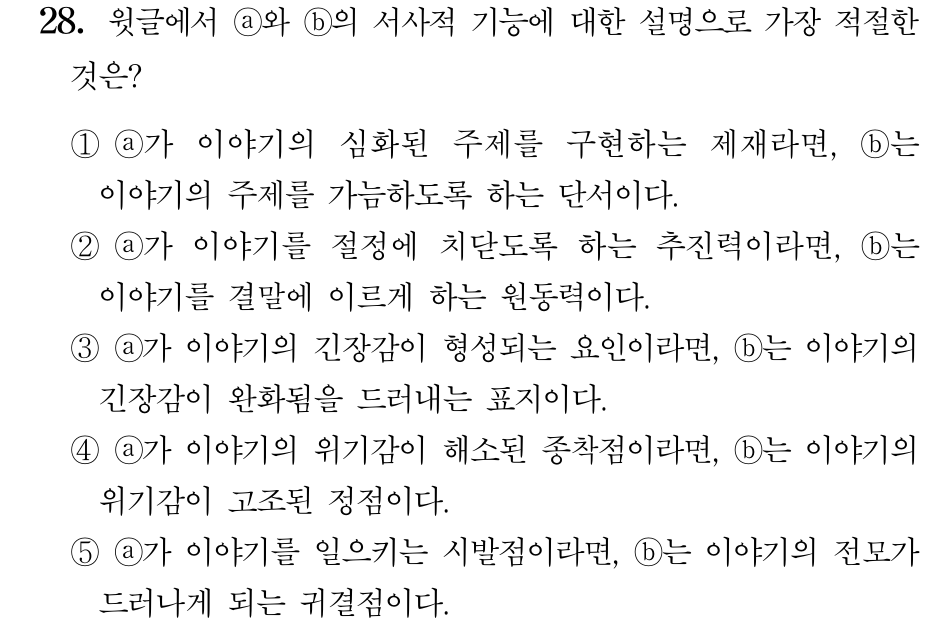 28. 윗글에서 ⓐ와 ⓑ의 서사적 기능에 대한 설명으로 가장 적절한
것은?
① ⓐ가 이야기의 심화된 주제를 구현하는 제재라면, ⓑ는
이야기의 주제를 가늠하도록 하는 단서이다.
② ⓐ가 이야기를 절정에 치닫도록 하는 추진력이라면, ⓑ는
이야기를 결말에 이르게 하는 원동력이다.
③ ⓐ가 이야기의 긴장감이 형성되는 요인이라면, ⓑ는 이야기의
긴장감이 완화됨을 드러내는 표지이다.
④ ⓐ가 이야기의 위기감이 해소된 종착점이라면, ⓑ는 이야기의
위기감이 고조된 정점이다.
⑤ ⓐ가 이야기를 일으키는 시발점이라면, ⓑ는 이야기의 전모가
드러나게 되는 귀결점이다.